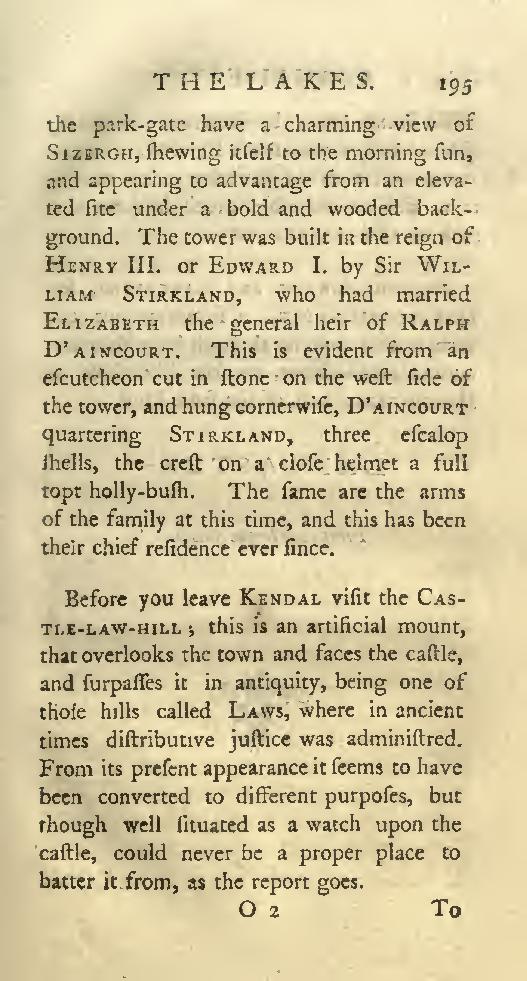 THE LAKES. 195
the park-gate have a charming view of
SIZERGH, ſhewing itſelf to the morning ſun,
and appearing to advantage from an eleva-
ted ſite under a bold and wooded back-
ground. The tower was built in the reign of
HENRY III. or EDWARD I. by Sir WIL-
LIAM STIRKLAND, who had married
ELIZABETH the general heir of RALPH
D'AINCOURT. This is evident from an
eſcutcheon cut in ſtone on the weſt ſide of
the tower, and hung cornerwiſe, D'AINCOURT
quartering STIRKLAND, three eſcalop
ſhells, the creſt on a cloſe helmet a full
topt holly-buſh. The ſame are the arms
of the family at this time, and this has been
their chief reſidence ever ſince.
Before you leave KENDAL viſit the CAS-
TLE-LAW-HILL; this is an artificial mount,
that overlooks the town and faces the caſtle,
and ſurpaſſes it in antiquity, being one of
thoſe hills called LAWS, where in ancient
times diſtributive juſtice was adminiſtred.
From its preſent appearance it ſeems to have
been converted to different purpoſes, but
though well ſituated as a watch upon the
caſtle, could never be a proper place to
batter it from, as the report goes.
O 2 To